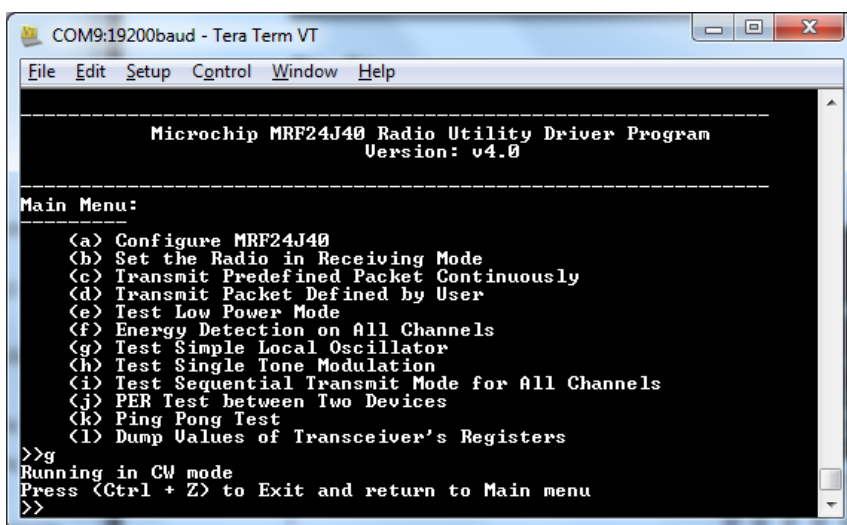 COM9:19200baud - Tera Term VT
File Edit Setup Control Window Help
Microchip MRF24J40 Radio Utility Driver Program
Version: v4.0
Main Menu:
(a) Configure MRF24J40
(b) Set the Radio in Receiving Mode
(c) Transmit Predefined Packet Continuously
(d) Transmit Packet Defined by User
(e) Test Low Power Mode
(f) Energy Detection on All Channels
(g) Test Simple Local Oscillator
(h) Test Single Tone Modulation
(i) Test Sequential Transmit Mode for All Channels
(j) PER Test between Two Devices
(k) Ping Pong Test
(l) Dump Values of Transceiver's Registers
>>g
Running in CW mode
Press (Ctrl + Z) to Exit and return to Main menu
>>